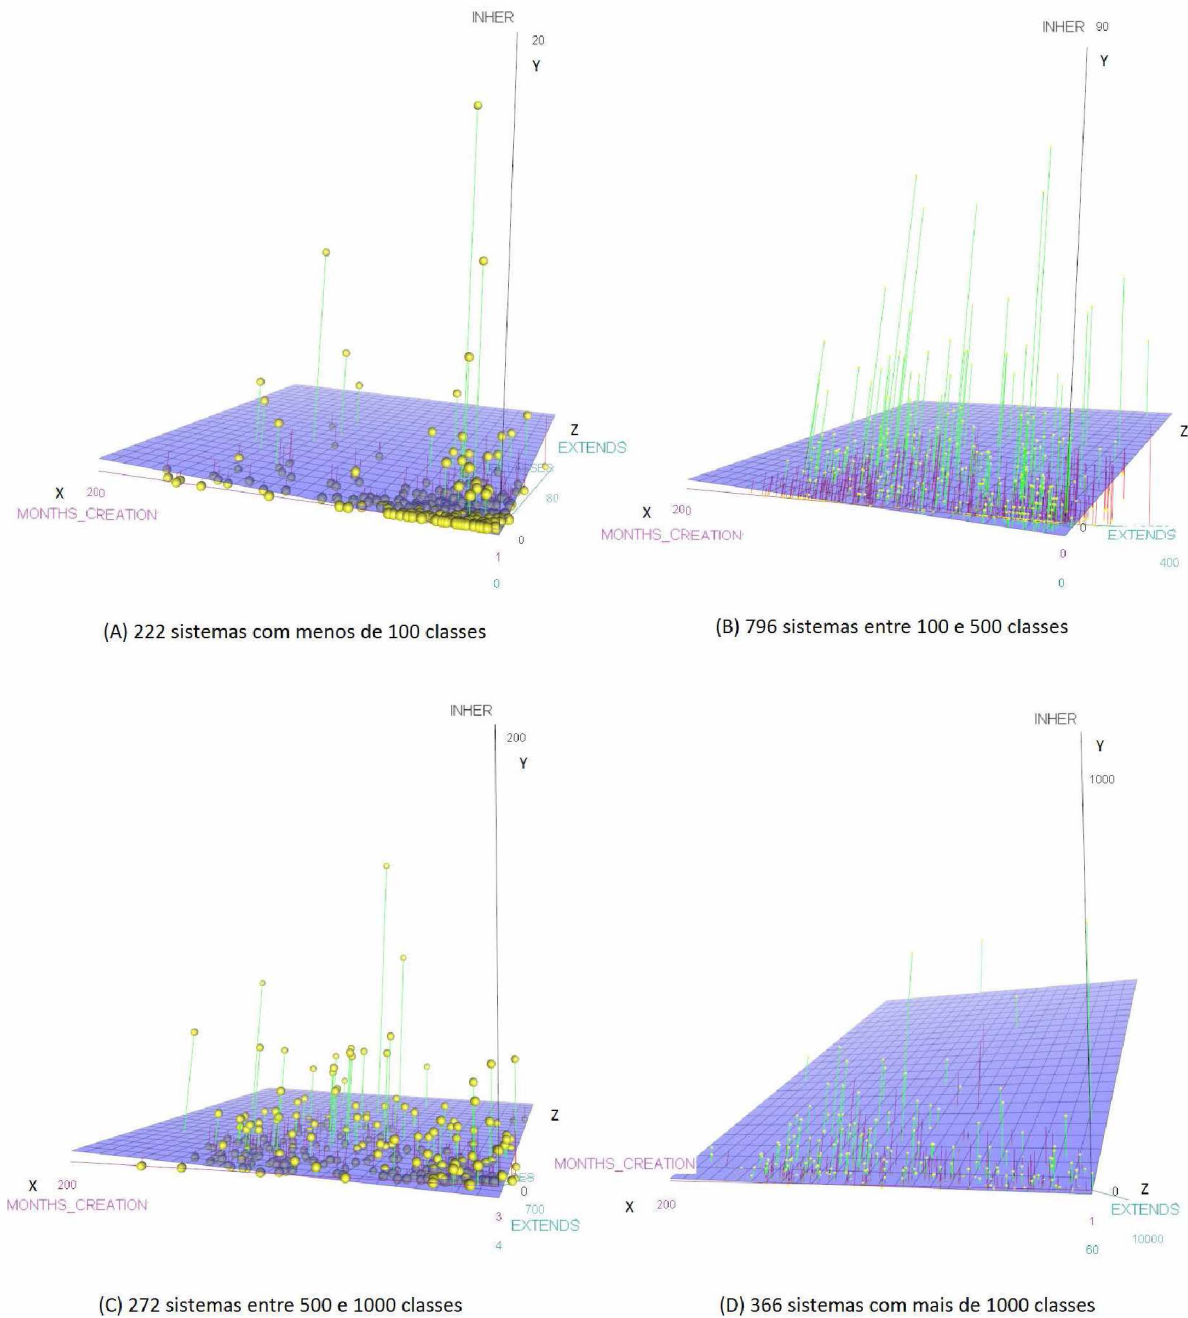 INHER
20
Y
Z
EXTENDS
80
X 200
MONTHS_CREATION
0
1
0
(A) 222 sistemas com menos de 100 classes
INHER 90
Y
Z
X 200
MONTHS_CREATION
0
EXTENDS
400
0
0
(B) 796 sistemas entre 100 e 500 classes
INHER
200
Y
Z
X 200
MONTHS_CREATION
0
700
3
EXTENDS
4
(C) 272 sistemas entre 500 e 1000 classes
INHER
Y
1000
MONTHS_CREATION
X 200
0 Z
EXTENDS
1
10000
60
(D) 366 sistemas com mais de 1000 classes